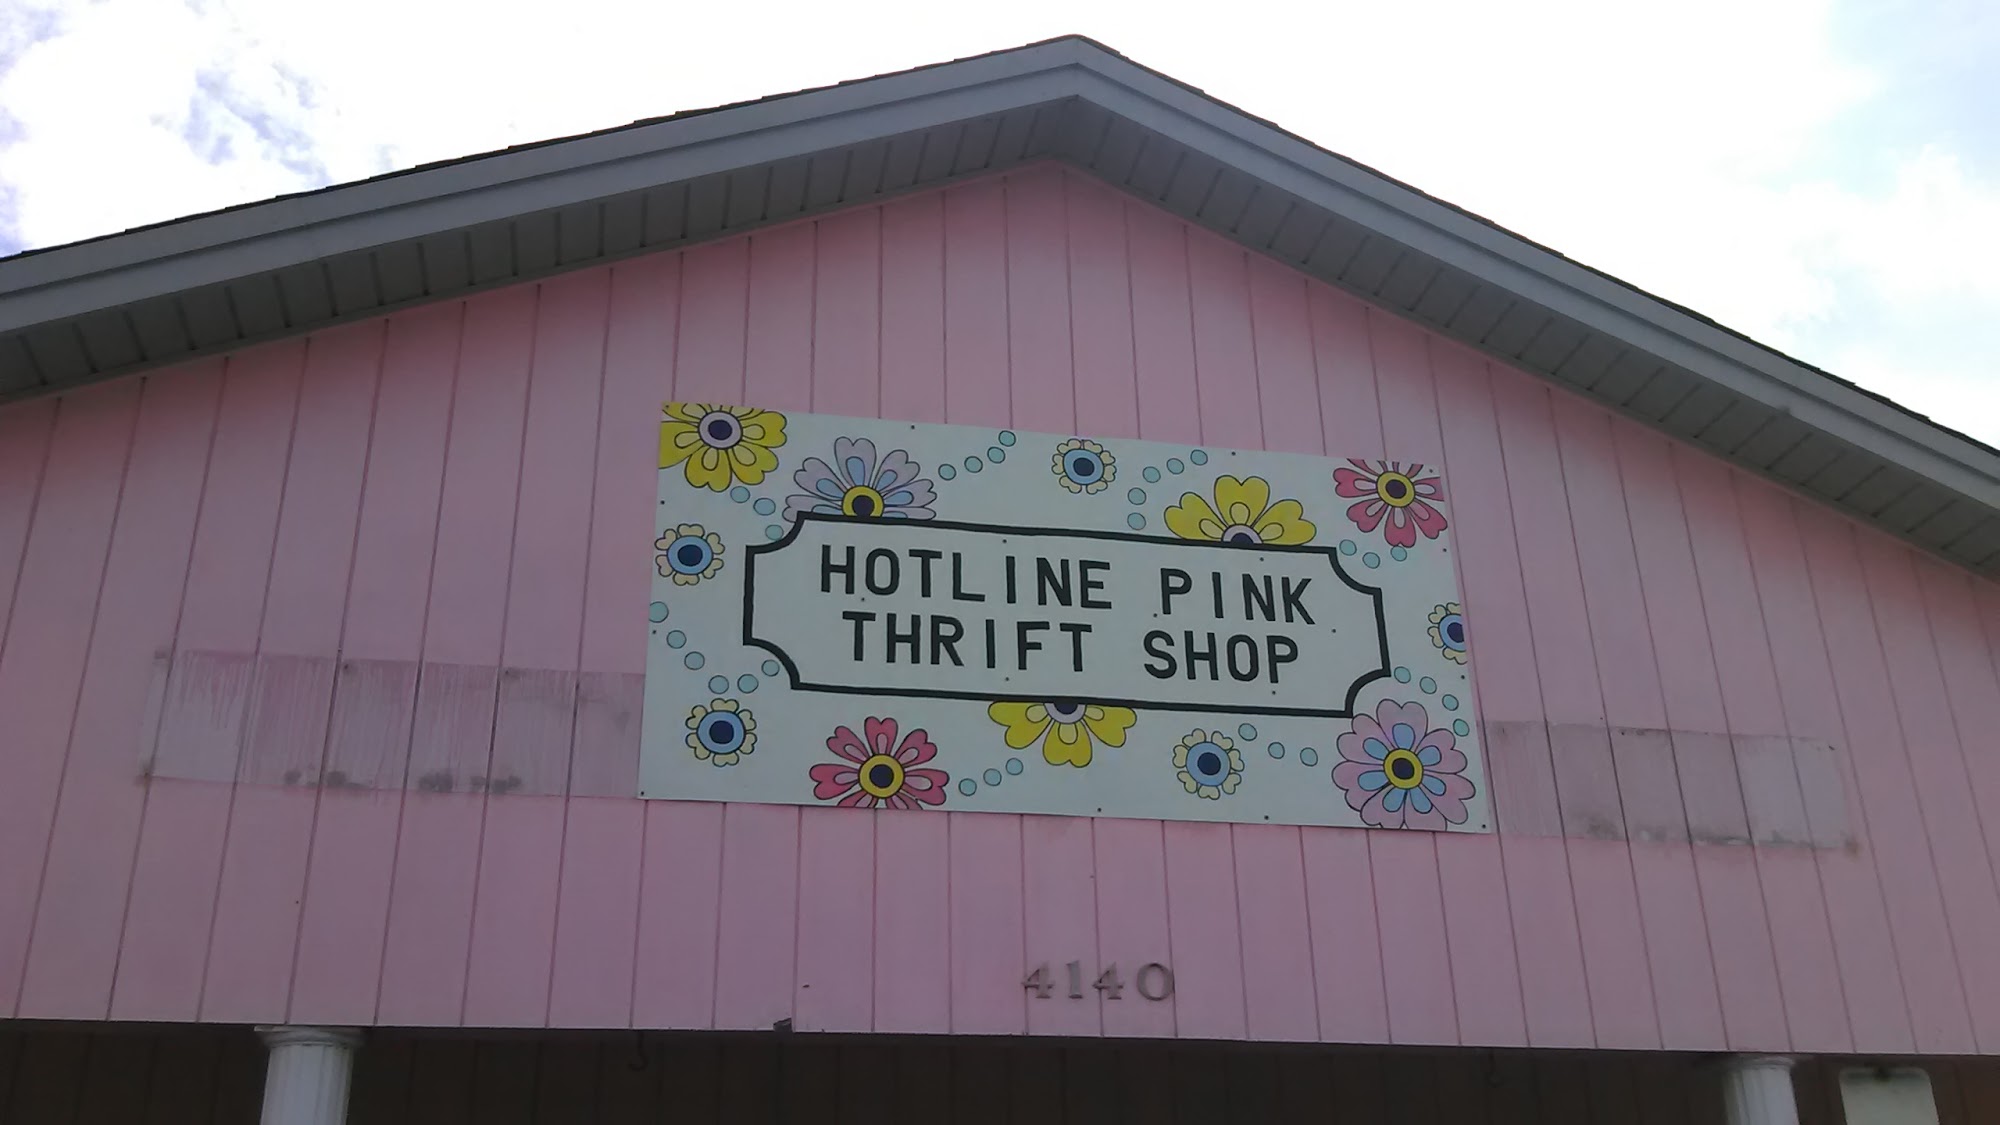 HOTLINE PINK
THRIFT SHOP
4140